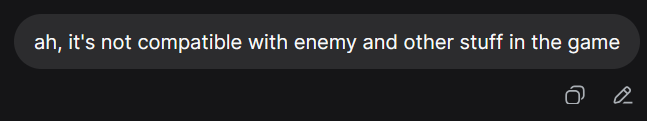 ah, it's not compatible with enemy and other stuff in the game